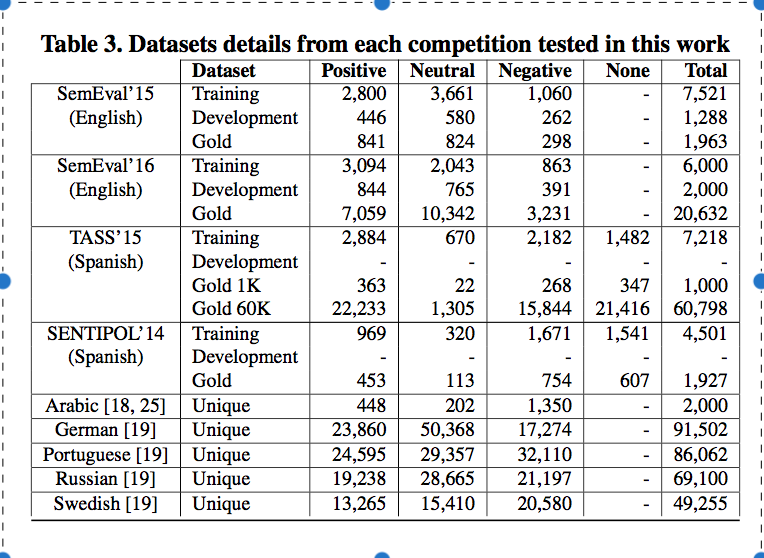 Table 3. Datasets details from each competition tested in this work
Dataset Positive Neutral Negative None Total
SemEval'15 Training 2,800 3,661 1,060 - 7,521
(English) Development 446 580 262 - 1,288
Gold 841 824 298 - 1,963
SemEval'16 Training 3,094 2,043 863 - 6,000
(English) Development 844 765 391 - 2,000
Gold 7,059 10,342 3,231 - 20,632
TASS'15 Training 2,884 670 2,182 1,482 7,218
(Spanish) Development - - - - -
Gold 1K 363 22 268 347 1,000
Gold 60K 22,233 1,305 15,844 21,416 60,798
SENTIPOL'14 Training 969 320 1,671 1,541 4,501
(Spanish) Development - - - - -
Gold 453 113 754 607 1,927
Arabic [18, 25] Unique 448 202 1,350 - 2,000
German [19] Unique 23,860 50,368 17,274 - 91,502
Portuguese [19] Unique 24,595 29,357 32,110 - 86,062
Russian [19] Unique 19,238 28,665 21,197 - 69,100
Swedish [19] Unique 13,265 15,410 20,580 - 49,255